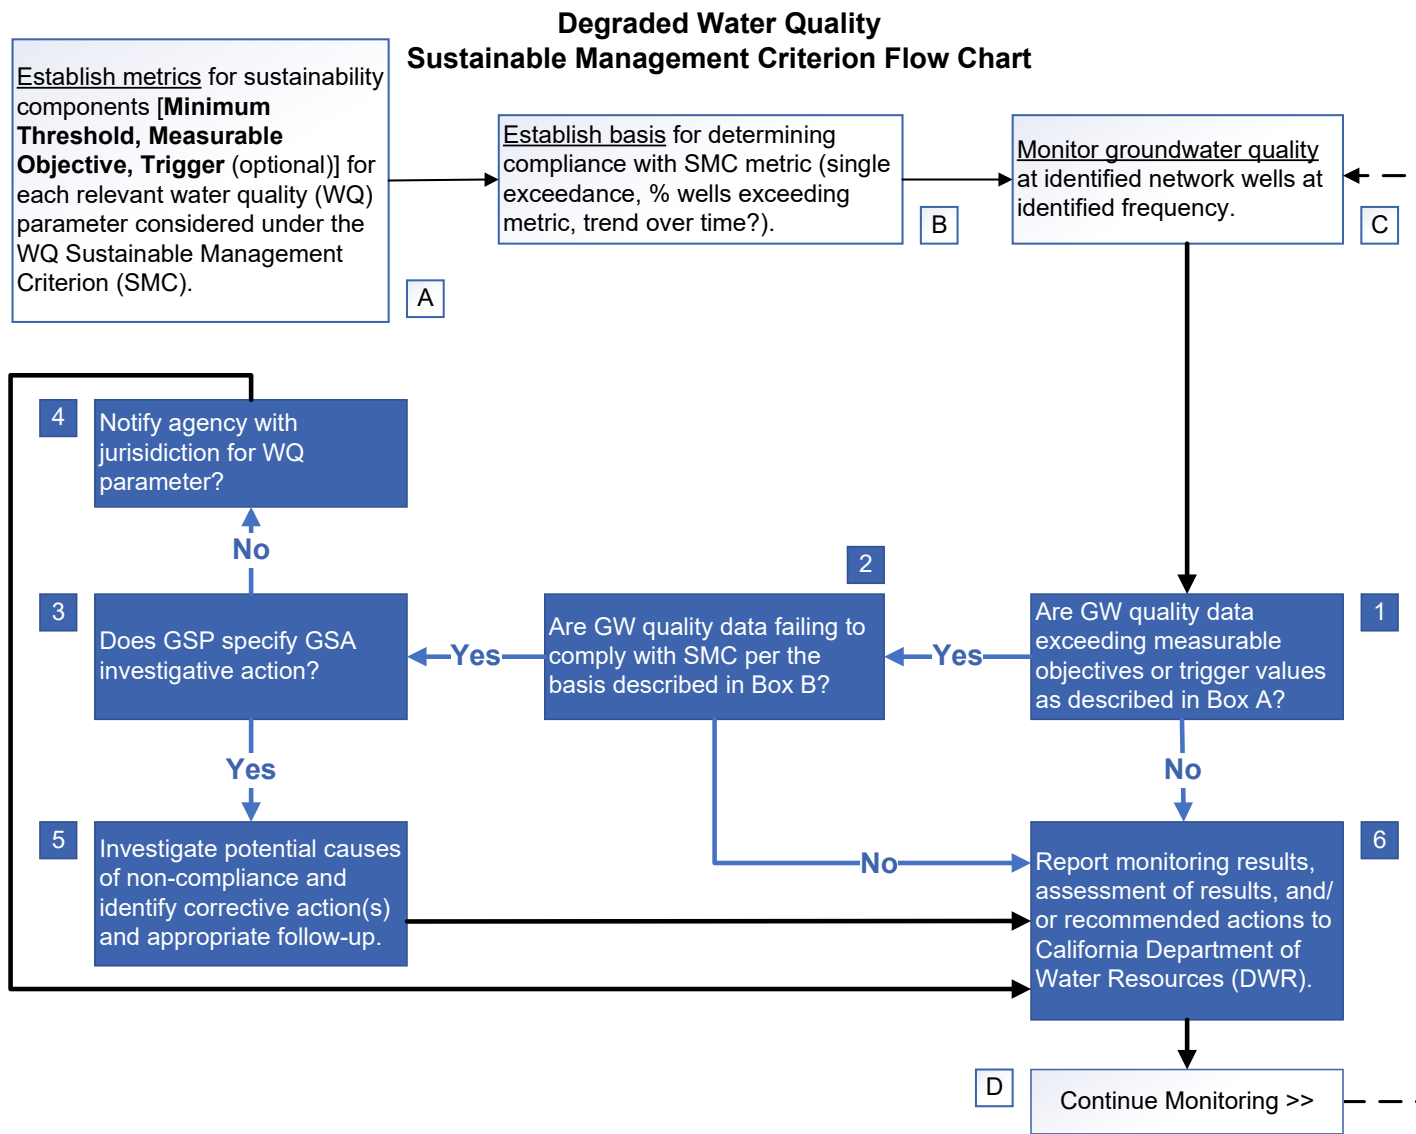 Degraded Water Quality
Sustainable Management Criterion Flow Chart
Establish metrics for sustainability
components [Minimum
Threshold, Measurable
Objective, Trigger (optional)] for
each relevant water quality (WQ)
parameter considered under the
WQ Sustainable Management
Criterion (SMC).
A
Establish basis for determining
compliance with SMC metric (single
exceedance, % wells exceeding
metric, trend over time?).
B
Monitor groundwater quality
at identified network wells at
identified frequency.
C
4
Notify agency with
jurisidiction for WQ
parameter?
No
3
Does GSP specify GSA
investigative action?
Yes
2
Are GW quality data failing to
comply with SMC per the
basis described in Box B?
Yes
1
Are GW quality data
exceeding measurable
objectives or trigger values
as described in Box A?
Yes
No
No
5
Investigate potential causes
of non-compliance and
identify corrective action(s)
and appropriate follow-up.
6
Report monitoring results,
assessment of results, and/
or recommended actions to
California Department of
Water Resources (DWR).
D
Continue Monitoring >>